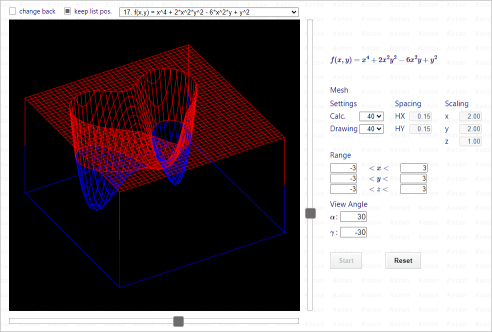 change back keep list pos. 17. f(x,y) = x^4 + 2*x^2*y^2 - 6*x^2*y + y^2
f(x, y) = x⁴ + 2x²y² − 6x²y + y²
Mesh
Settings Spacing Scaling
Calc. 40 HX 0.15 x 2.00
Drawing 40 HY 0.15 y 2.00
z 1.00
Range
-3 < x < 3
-3 < y < 3
-3 < z < 3
View Angle
α : 30
γ : -30
Start Reset